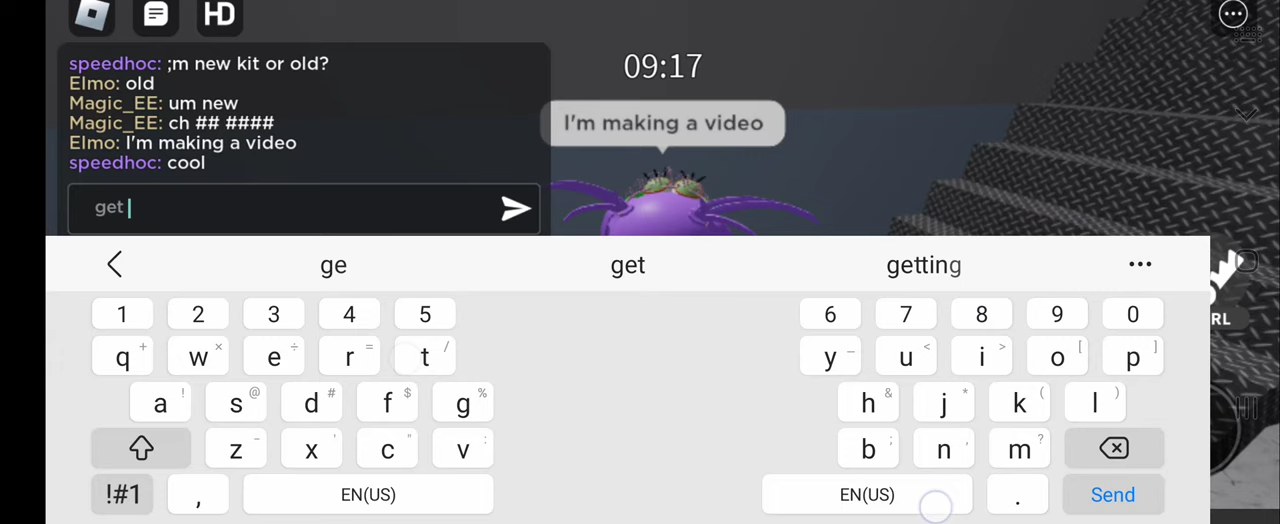 HD
speedhoc: ;m new kit or old?
Elmo: old
Magic_EE: um new
Magic_EE: ch ## ####
Elmo: I'm making a video
speedhoc: cool
get
09:17
I'm making a video
ge get getting
1 2 3 4 5 6 7 8 9 0
q + w × e ÷ r = t / y _ u < i > o [ p ]
a ! s @ d # f $ g % h & j * k ( l )
z - x ' c " v : b ; n , m ?
!#1 , EN(US) EN(US) . Send
RL